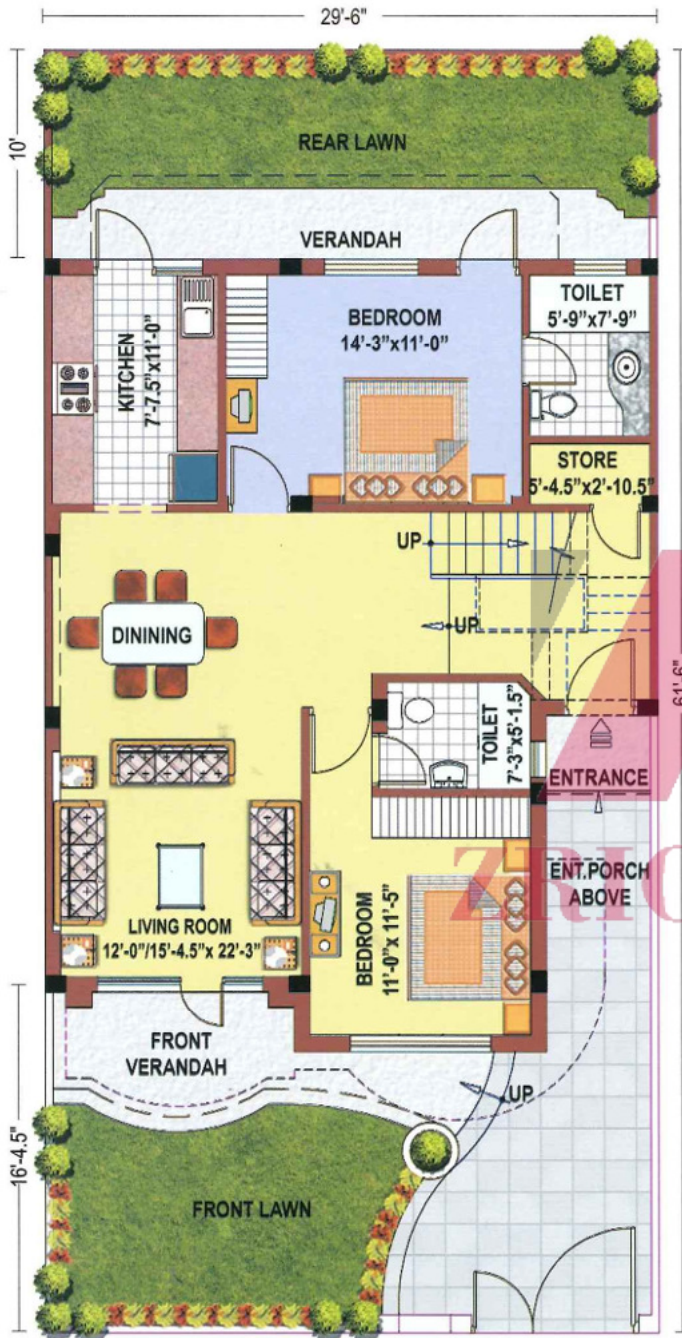 29'-6"
10'
REAR LAWN
VERANDAH
KITCHEN
7'-7.5"x11'-0"
BEDROOM
14'-3"x11'-0"
TOILET
5'-9"x7'-9"
STORE
5'-4.5"x2'-10.5"
UP
UP
DININING
61'-6"
TOILET
7'-3"x5'-1.5"
ENTRANCE
ENT.PORCH
ABOVE
LIVING ROOM
12'-0"/15'-4.5"x 22'-3"
BEDROOM
11'-0"x 11'-5"
FRONT
VERANDAH
UP
16'-4.5"
FRONT LAWN